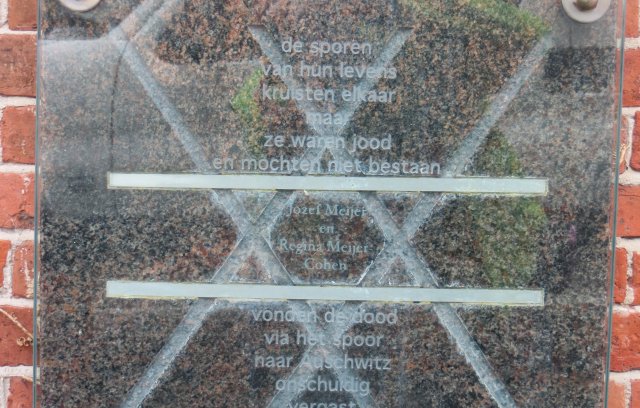 de sporen
van hun levens
kruisten elkaar
maar
ze waren jood
en mochten niet bestaan
Jozef Meijer
en
Regina Meijer-
Cohen
vonden de dood
via het spoor
naar Auschwitz
onschuldig
vergast